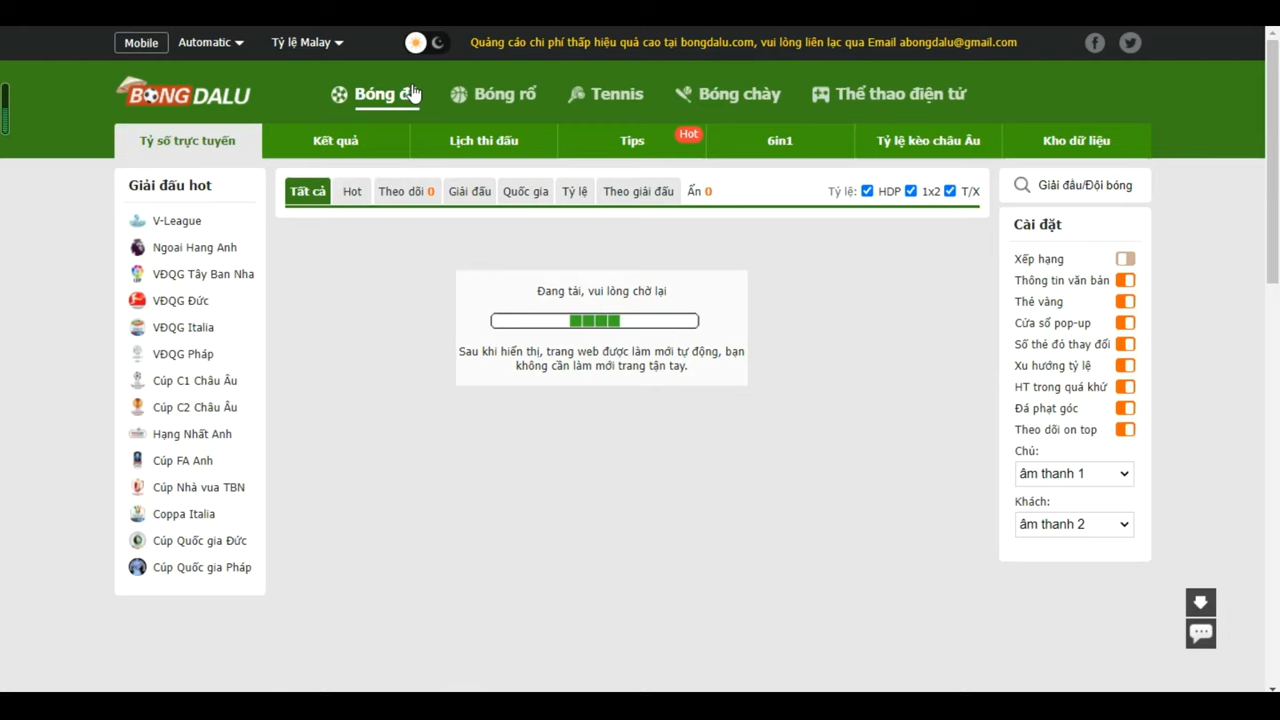 Mobile
Automatic
Tỷ lệ Malay
Quảng cáo chi phí thấp hiệu quả cao tại bongdalu.com, vui lòng liên lạc qua Email abongdalu@gmail.com
BONG DALU
Bóng
Bóng rổ
Tennis
Bóng chày
Thể thao điện tử
Tỷ số trực tuyến
Kết quả
Lịch thi đấu
Tips
Hot
6in1
Tỷ lệ kèo châu Âu
Kho dữ liệu
Giải đấu hot
V-League
Ngoai Hang Anh
VĐQG Tây Ban Nha
VĐQG Đức
VĐQG Italia
VĐQG Pháp
Cúp C1 Châu Âu
Cúp C2 Châu Âu
Hạng Nhất Anh
Cúp FA Anh
Cúp Nhà vua TBN
Coppa Italia
Cúp Quốc gia Đức
Cúp Quốc gia Pháp
Tất cả
Hot
Theo dõi 0
Giải đấu
Quốc gia
Tỷ lệ
Theo giải đấu
Ẩn 0
Tỷ lệ: HDP 1x2 T/X
Đang tải, vui lòng chờ lại
Sau khi hiển thị, trang web được làm mới tự động, bạn
không cần làm mới trang tận tay.
Giải đấu/Đội bóng
Cài đặt
Xếp hạng
Thông tin văn bản
Thẻ vàng
Cửa sổ pop-up
Số thẻ đỏ thay đổi
Xu hướng tỷ lệ
HT trong quá khứ
Đá phạt góc
Theo dõi on top
Chủ:
âm thanh 1
Khách:
âm thanh 2